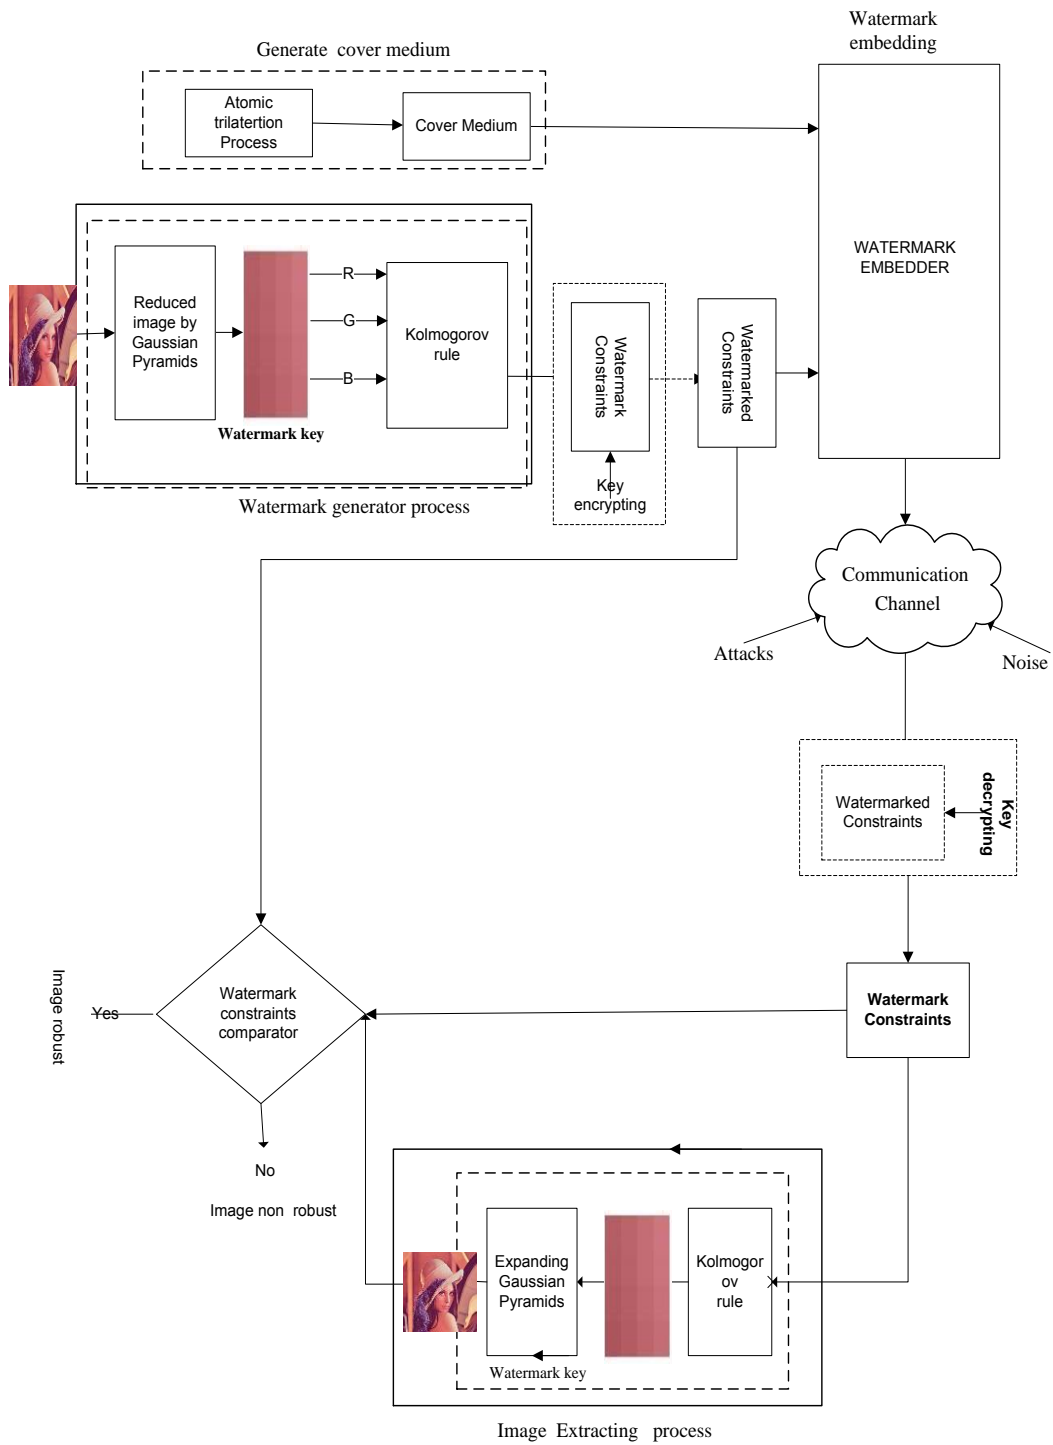 Watermark
embedding
Generate cover medium
Atomic
trilatertion
Process
Cover Medium
WATERMARK
EMBEDDER
Reduced
image by
Gaussian
Pyramids
R
G
B
Kolmogorov
rule
Watermark key
Watermark generator process
Watermark
Constraints
Key
encrypting
Watermarked
Constraints
Communication
Channel
Attacks
Noise
Watermarked
Constraints
Key
decrypting
Watermark
Constraints
Watermark
constraints
comparator
Yes
Image robust
No
Image non robust
Expanding
Gaussian
Pyramids
Kolmogor
ov
rule
Watermark key
Image Extracting process